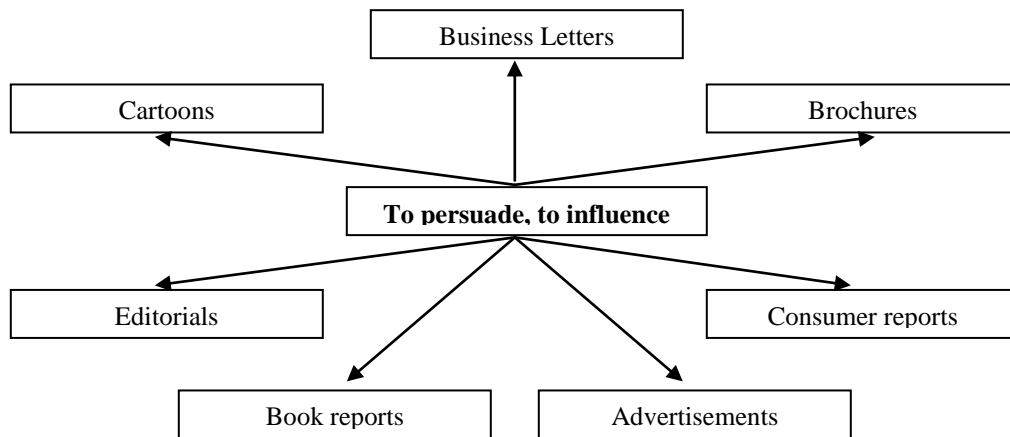 Business Letters
Cartoons
Brochures
To persuade, to influence
Editorials
Consumer reports
Book reports
Advertisements